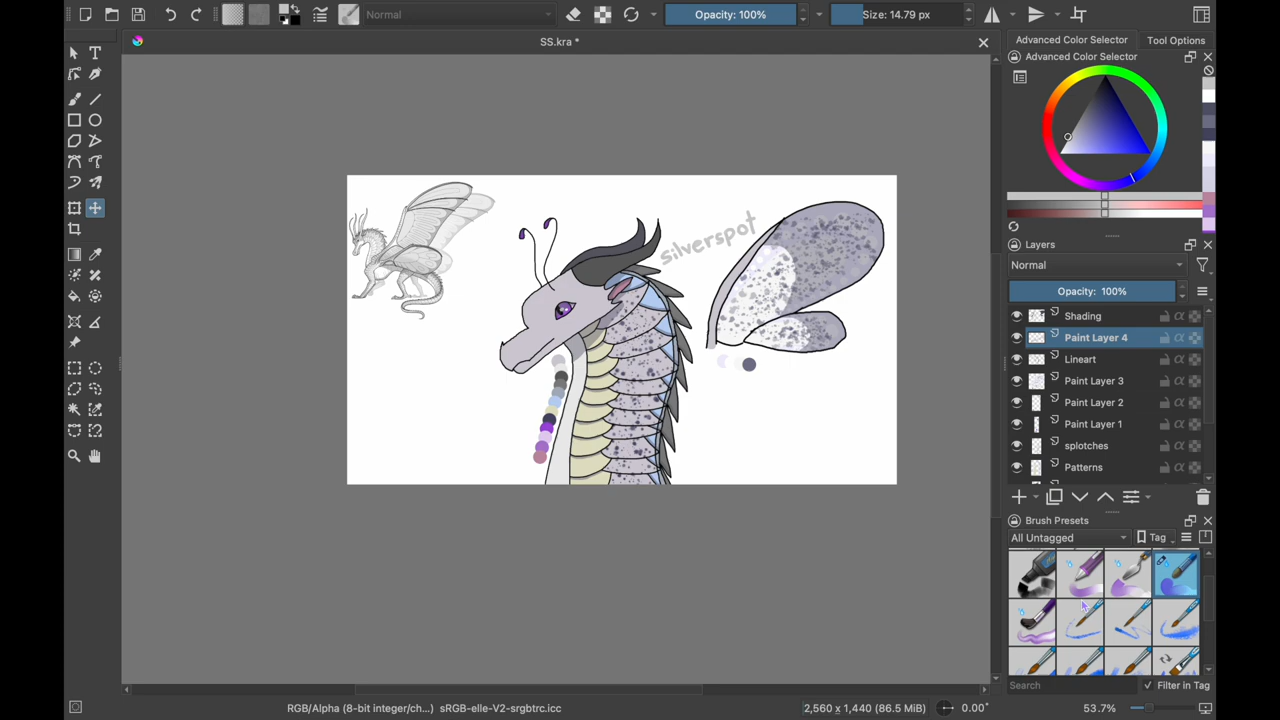 Normal
Opacity: 100%
Size: 14.79 px
SS.kra *
Advanced Color Selector
Tool Options
Advanced Color Selector
Layers
Normal
Opacity: 100%
Shading
Paint Layer 4
Lineart
Paint Layer 3
Paint Layer 2
Paint Layer 1
splotches
Patterns
silverspot
Brush Presets
All Untagged
Tag
Search
Filter in Tag
RGB/Alpha (8-bit integer/ch...) sRGB-elle-V2-srgbtrc.icc
2,560 x 1,440 (86.5 MiB)
0.00°
53.7%